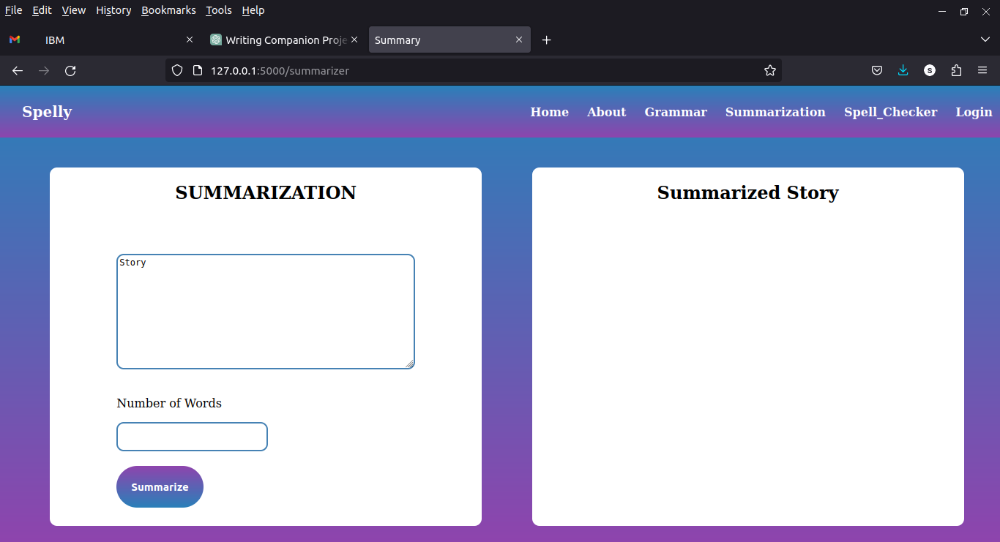 File Edit View History Bookmarks Tools Help
IBM Writing Companion Proje Summary
127.0.0.1:5000/summarizer S
Spelly Home About Grammar Summarization Spell_Checker Login
SUMMARIZATION
Story
Number of Words
Summarize
Summarized Story